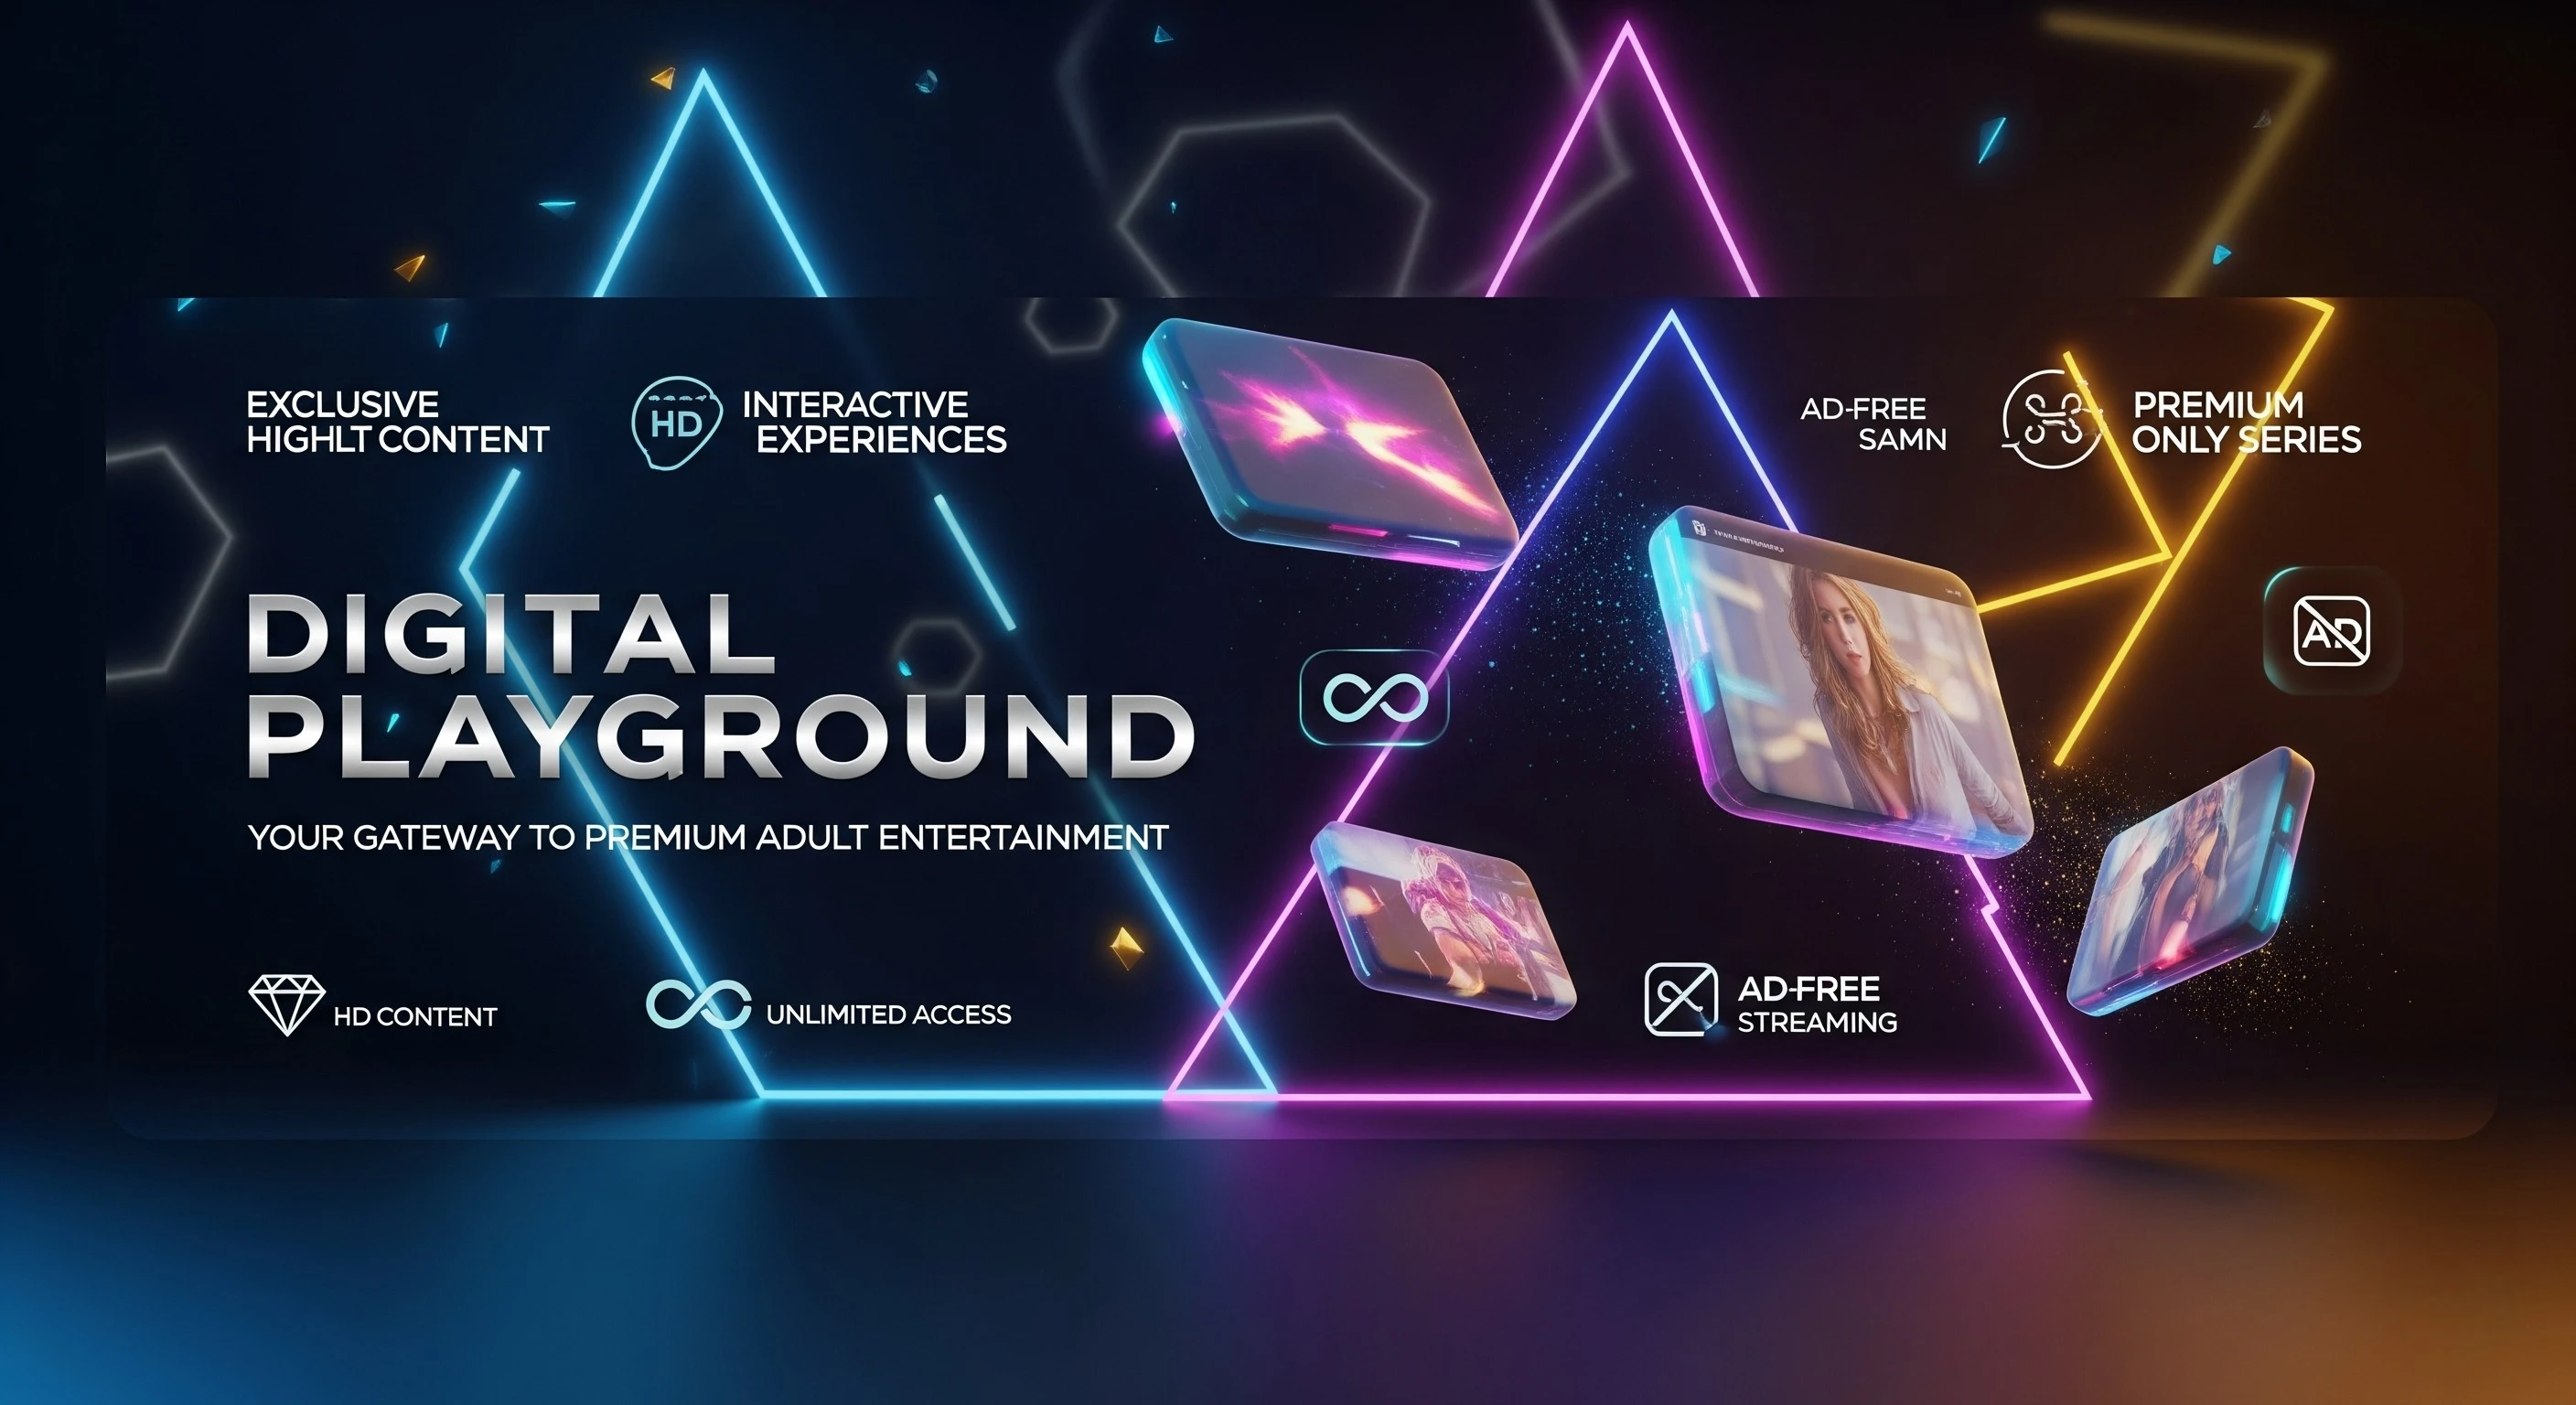 EXCLUSIVE
HIGHLT CONTENT
HD
INTERACTIVE
EXPERIENCES
AD-FREE
SAMN
PREMIUM
ONLY SERIES
DIGITAL
PLAYGROUND
YOUR GATEWAY TO PREMIUM ADULT ENTERTAINMENT
AD
HD CONTENT
UNLIMITED ACCESS
AD-FREE
STREAMING